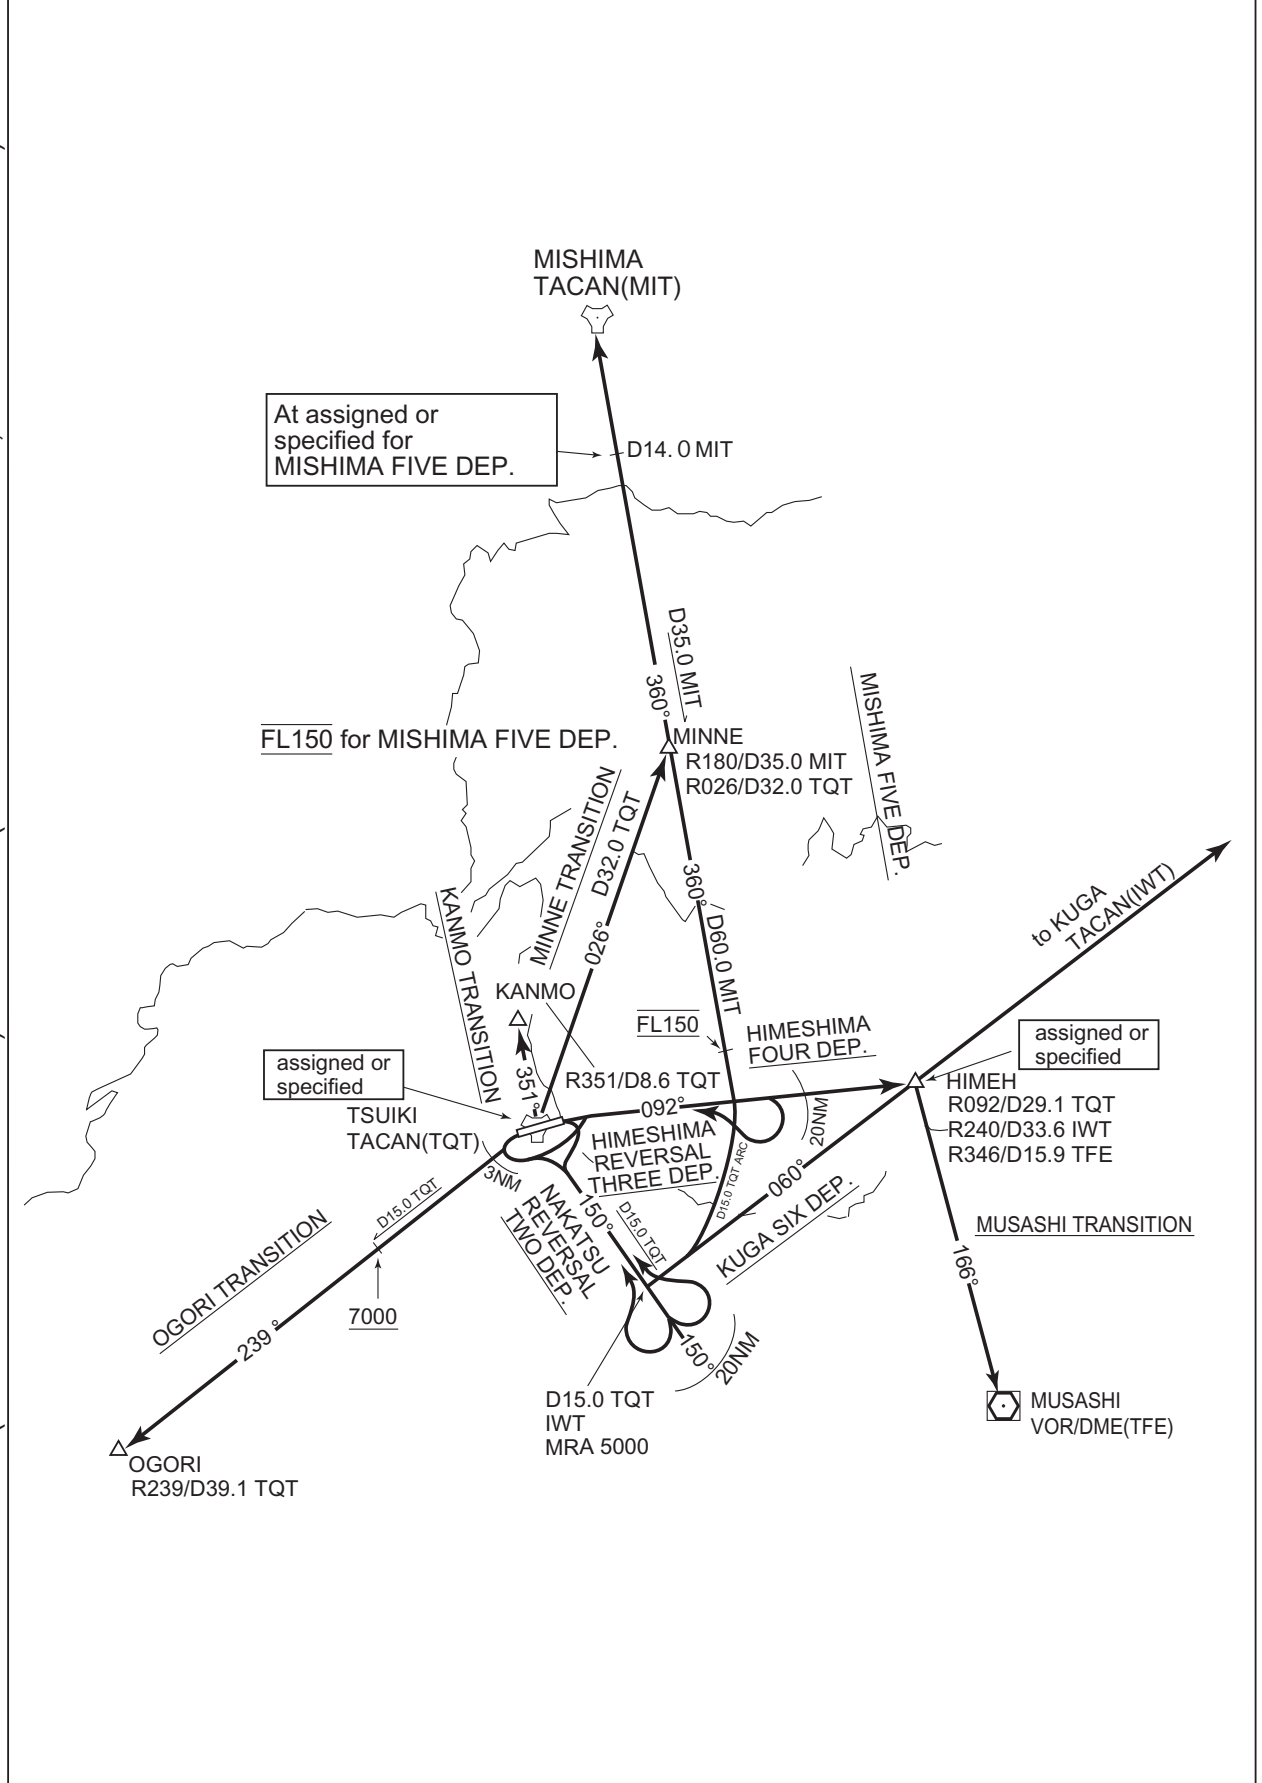 MISHIMA
TACAN(MIT)
At assigned or
specified for
MISHIMA FIVE DEP.
D14.0 MIT
D35.0 MIT
360°
FL150 for MISHIMA FIVE DEP.
MINNE
R180/D35.0 MIT
R026/D32.0 TQT
MISHIMA FIVE DEP.
MINNE TRANSITION
D32.0 TQT
026°
360° D60.0 MIT
KANMO TRANSITION
to KUGA
TACAN(IWT)
KANMO
FL150
HIMESHIMA
FOUR DEP.
assigned or
specified
assigned or
specified
351°
R351/D8.6 TQT
092°
HIMEH
R092/D29.1 TQT
R240/D33.6 IWT
R346/D15.9 TFE
TSUIKI
TACAN(TQT)
20NM
HIMESHIMA
REVERSAL
THREE DEP.
3NM
D15.0 TQT ARC
060°
KUGA SIX DEP.
NAKATSU
REVERSAL
TWO DEP.
150°
D15.0 TQT
D15.0 TQT
OGORI TRANSITION
MUSASHI TRANSITION
166°
7000
239°
150°
20NM
D15.0 TQT
IWT
MRA 5000
MUSASHI
VOR/DME(TFE)
OGORI
R239/D39.1 TQT